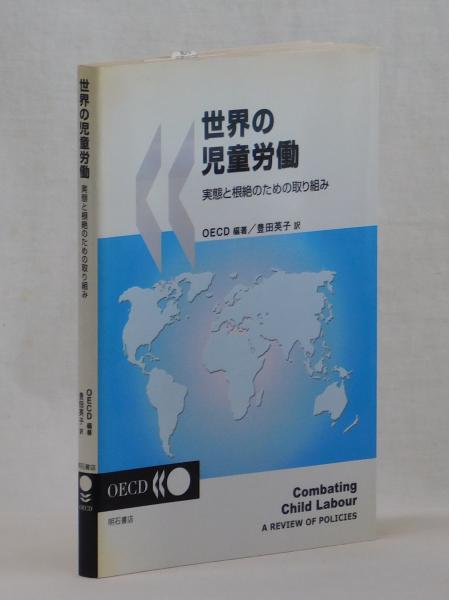 世界の児童労働
実態と根絶のための取り組み
OECD 編著
豊田英子 訳
明石書店
OECD
世界の
児童労働
実態と根絶のための取り組み
OECD 編著／豊田英子 訳
OECD
Combating
Child Labour
A REVIEW OF POLICIES
明石書店